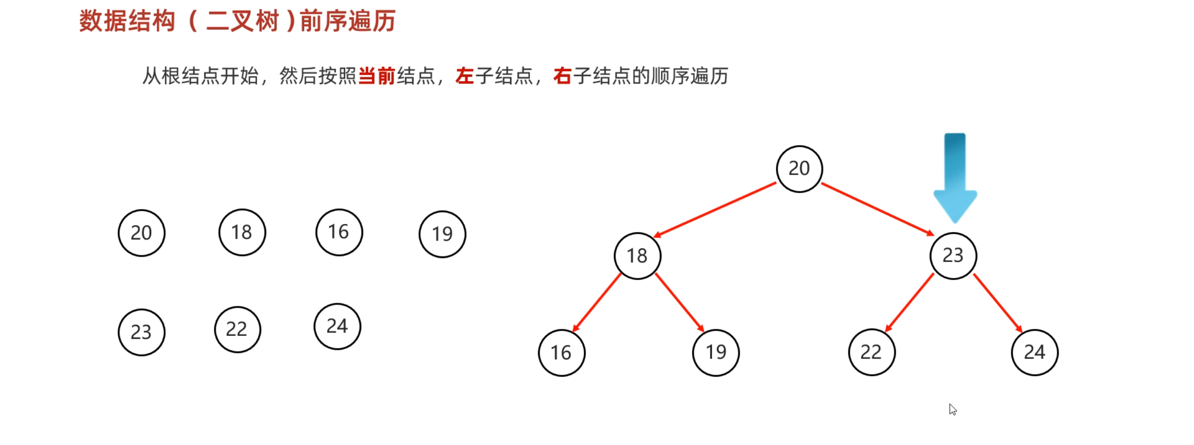 数据结构（二叉树)前序遍历
从根结点开始，然后按照当前结点，左子结点，右子结点的顺序遍历
20
20 18 16 19
18 23
23 22 24
16 19 22 24